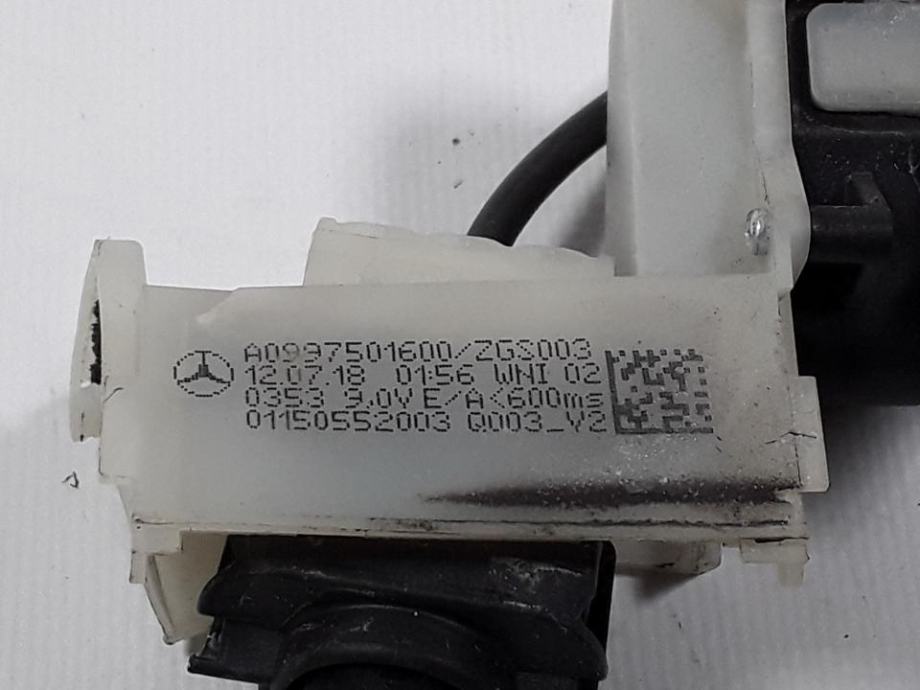 A0997501600/ZGS003
12.07.18 01:56 WNI 02
0353 9.0V E/A<600ms
01150552003 Q003_V2